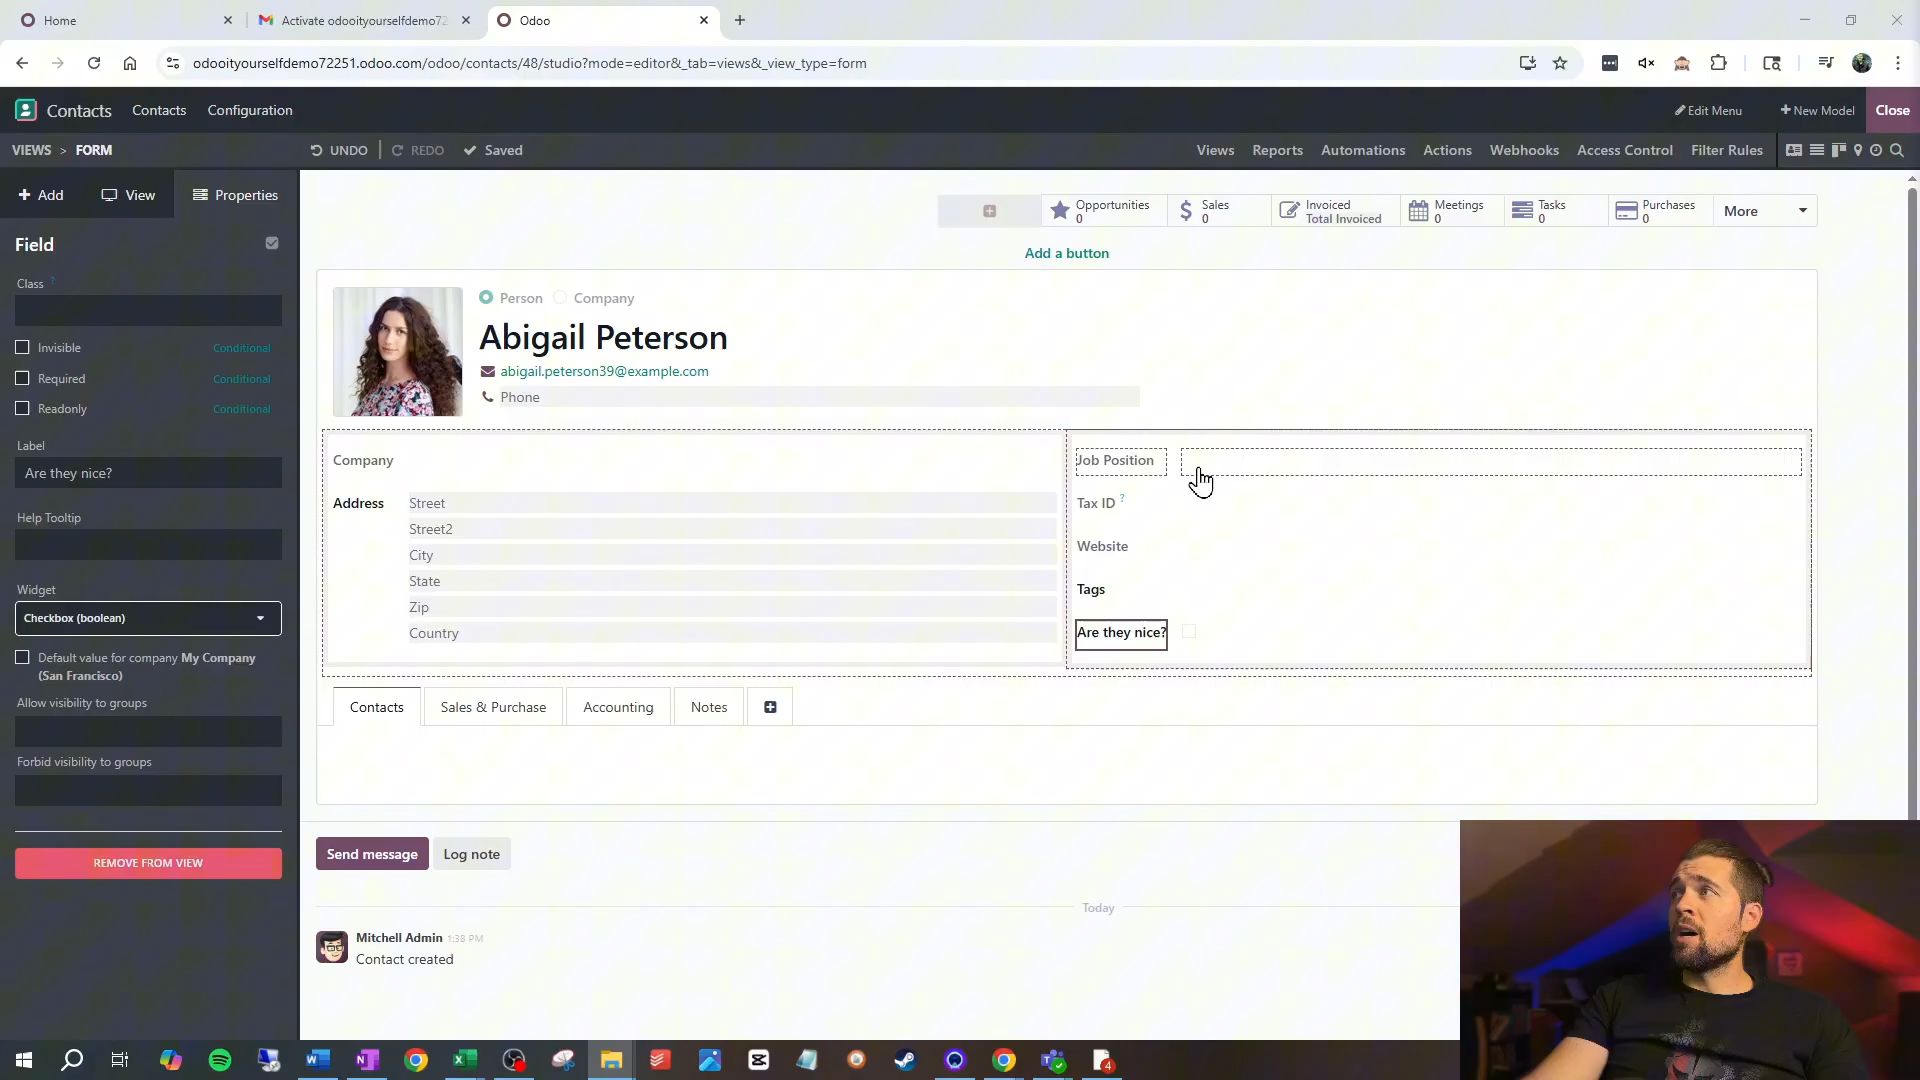 Home
Activate odooityourselfdemo72
Odoo
odooityourselfdemo72251.odoo.com/odoo/contacts/48/studio?mode=editor&_tab=views&_view_type=form
Contacts
Contacts
Configuration
Edit Menu
New Model
Close
VIEWS > FORM
UNDO
REDO
Saved
Views
Reports
Automations
Actions
Webhooks
Access Control
Filter Rules
Add
View
Properties
Field
Class ?
Invisible
Conditional
Required
Conditional
Readonly
Conditional
Label
Are they nice?
Help Tooltip
Widget
Checkbox (boolean)
Default value for company My Company
(San Francisco)
Allow visibility to groups
Forbid visibility to groups
REMOVE FROM VIEW
Opportunities
0
Sales
0
Invoiced
Total Invoiced
Meetings
0
Tasks
0
Purchases
0
More
Add a button
Person
Company
Abigail Peterson
abigail.peterson39@example.com
Phone
Company
Address
Street
Street2
City
State
Zip
Country
Job Position
Tax ID ?
Website
Tags
Are they nice?
Contacts
Sales & Purchase
Accounting
Notes
Send message
Log note
Today
Mitchell Admin 1:38 PM
Contact created
4